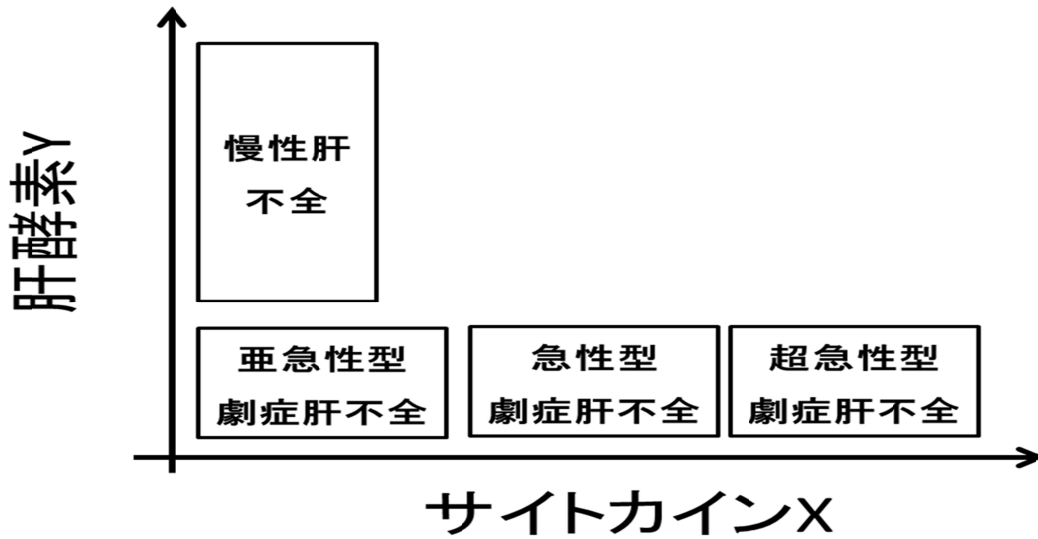 肝酵素Y
慢性肝
不全
亜急性型
劇症肝不全
急性型
劇症肝不全
超急性型
劇症肝不全
サイトカインX